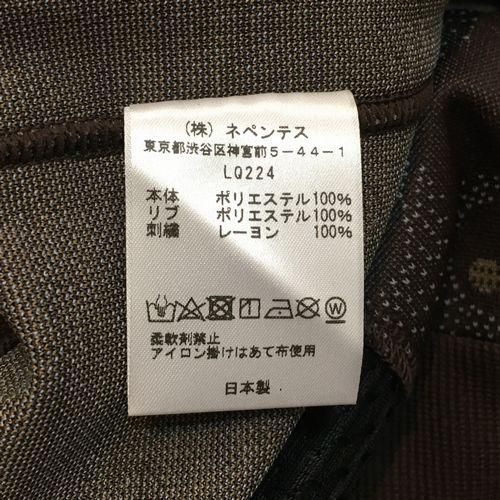 (株) ネペンテス
東京都渋谷区神宮前5-44-1
LQ224
本体 ポリエステル100%
リブ ポリエステル100%
刺繍 レーヨン 100%
柔軟剤禁止
アイロン掛けはあて布使用
日本製